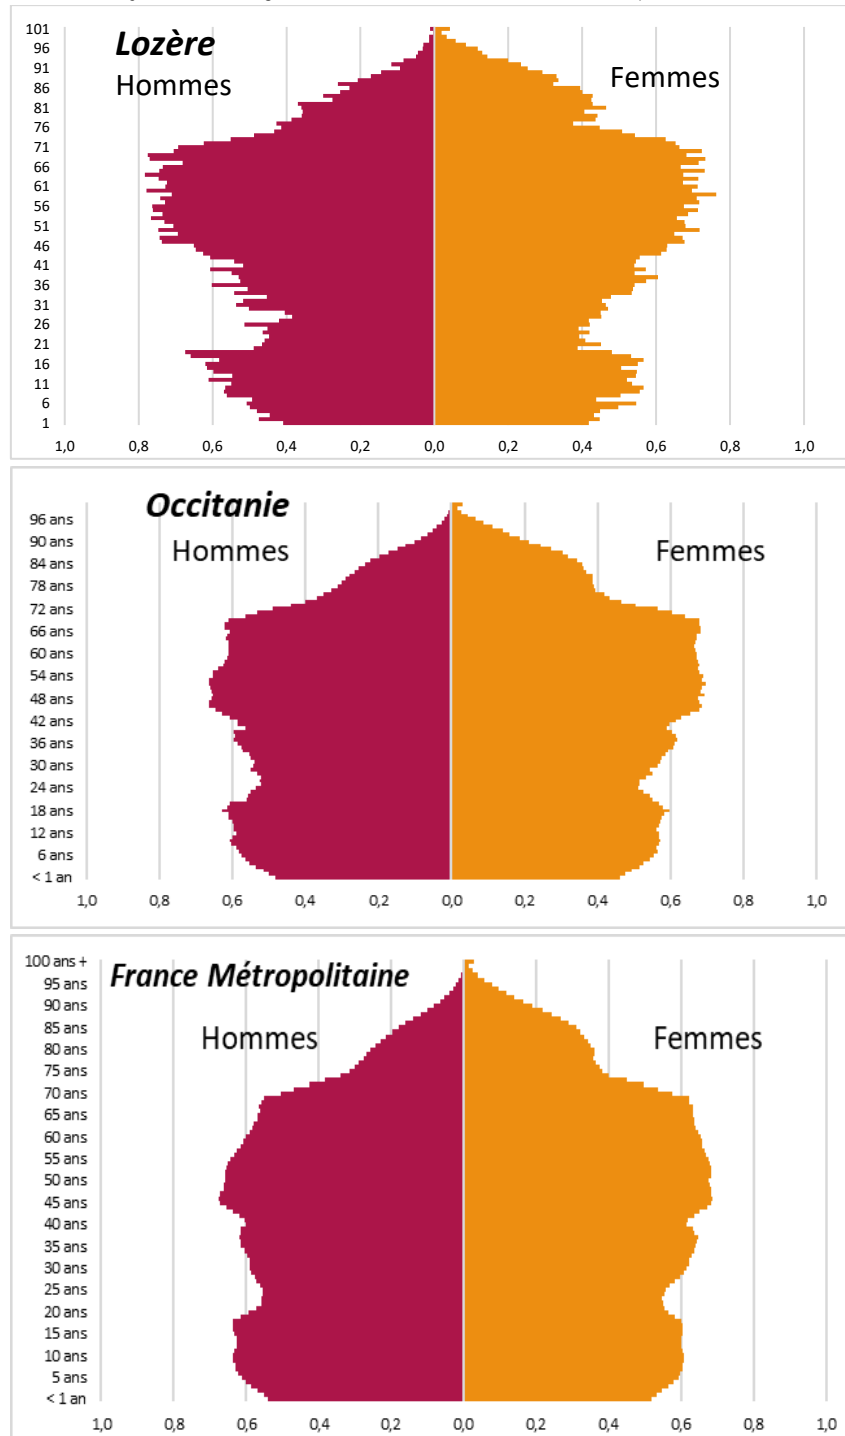 Lozère
Hommes
Femmes
101
96
91
86
81
76
71
66
61
56
51
46
41
36
31
26
21
16
11
6
1
1,0 0,8 0,6 0,4 0,2 0,0 0,2 0,4 0,6 0,8 1,0
Occitanie
Hommes
Femmes
96 ans
90 ans
84 ans
78 ans
72 ans
66 ans
60 ans
54 ans
48 ans
42 ans
36 ans
30 ans
24 ans
18 ans
12 ans
6 ans
< 1 an
1,0 0,8 0,6 0,4 0,2 0,0 0,2 0,4 0,6 0,8 1,0
France Métropolitaine
Hommes
Femmes
100 ans +
95 ans
90 ans
85 ans
80 ans
75 ans
70 ans
65 ans
60 ans
55 ans
50 ans
45 ans
40 ans
35 ans
30 ans
25 ans
20 ans
15 ans
10 ans
5 ans
< 1 an
1,0 0,8 0,6 0,4 0,2 0,0 0,2 0,4 0,6 0,8 1,0